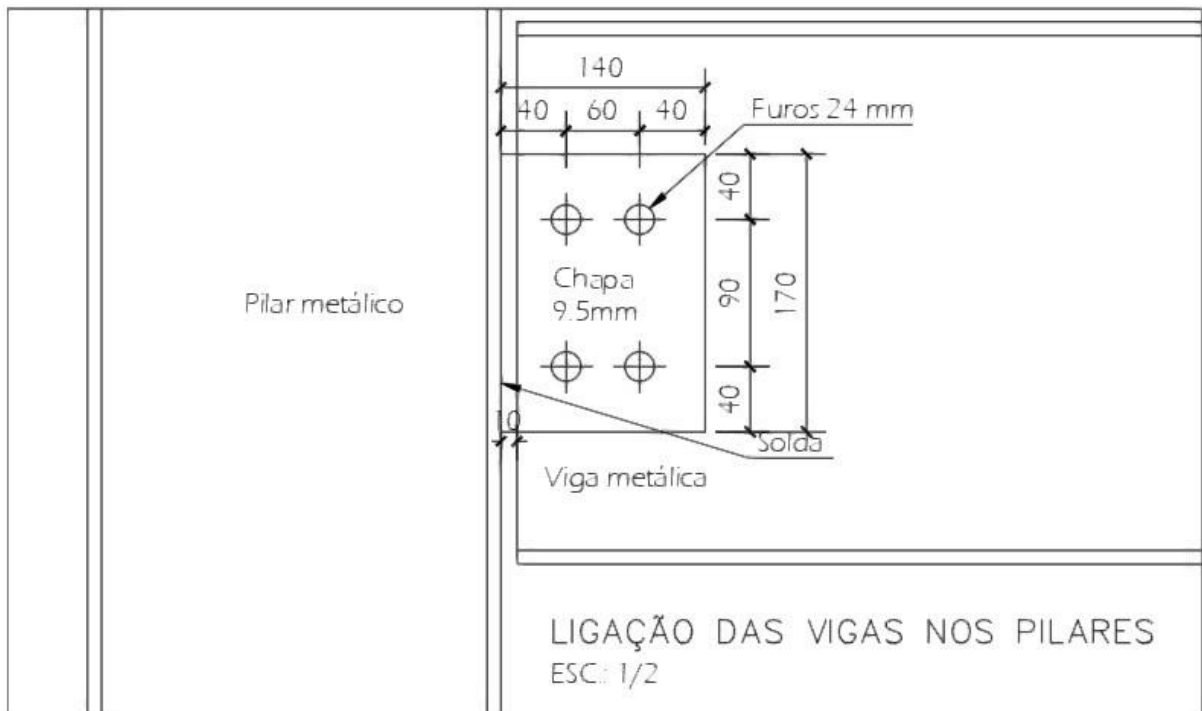 140
40 60 40
Furos 24 mm
40
Chapa
9.5mm
Pilar metálico
90
170
40
10
Solda
Viga metálica
LIGAÇÃO DAS VIGAS NOS PILARES
ESC.: 1/2